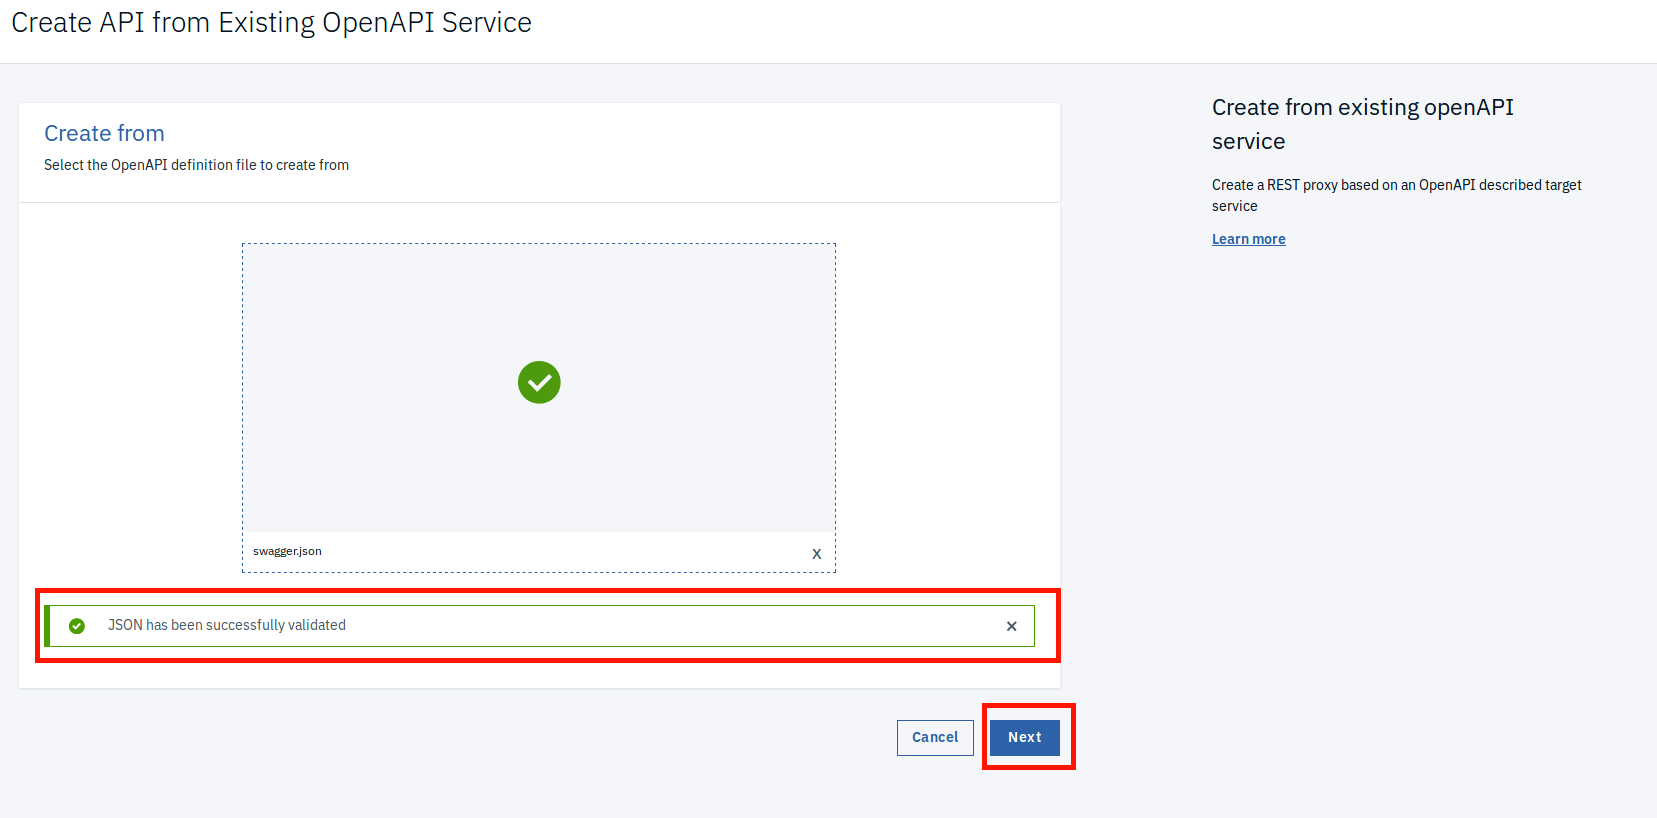 Create API from Existing OpenAPI Service
Create from
Select the OpenAPI definition file to create from
swagger.json
X
JSON has been successfully validated
Cancel
Next
Create from existing openAPI
service
Create a REST proxy based on an OpenAPI described target
service
Learn more